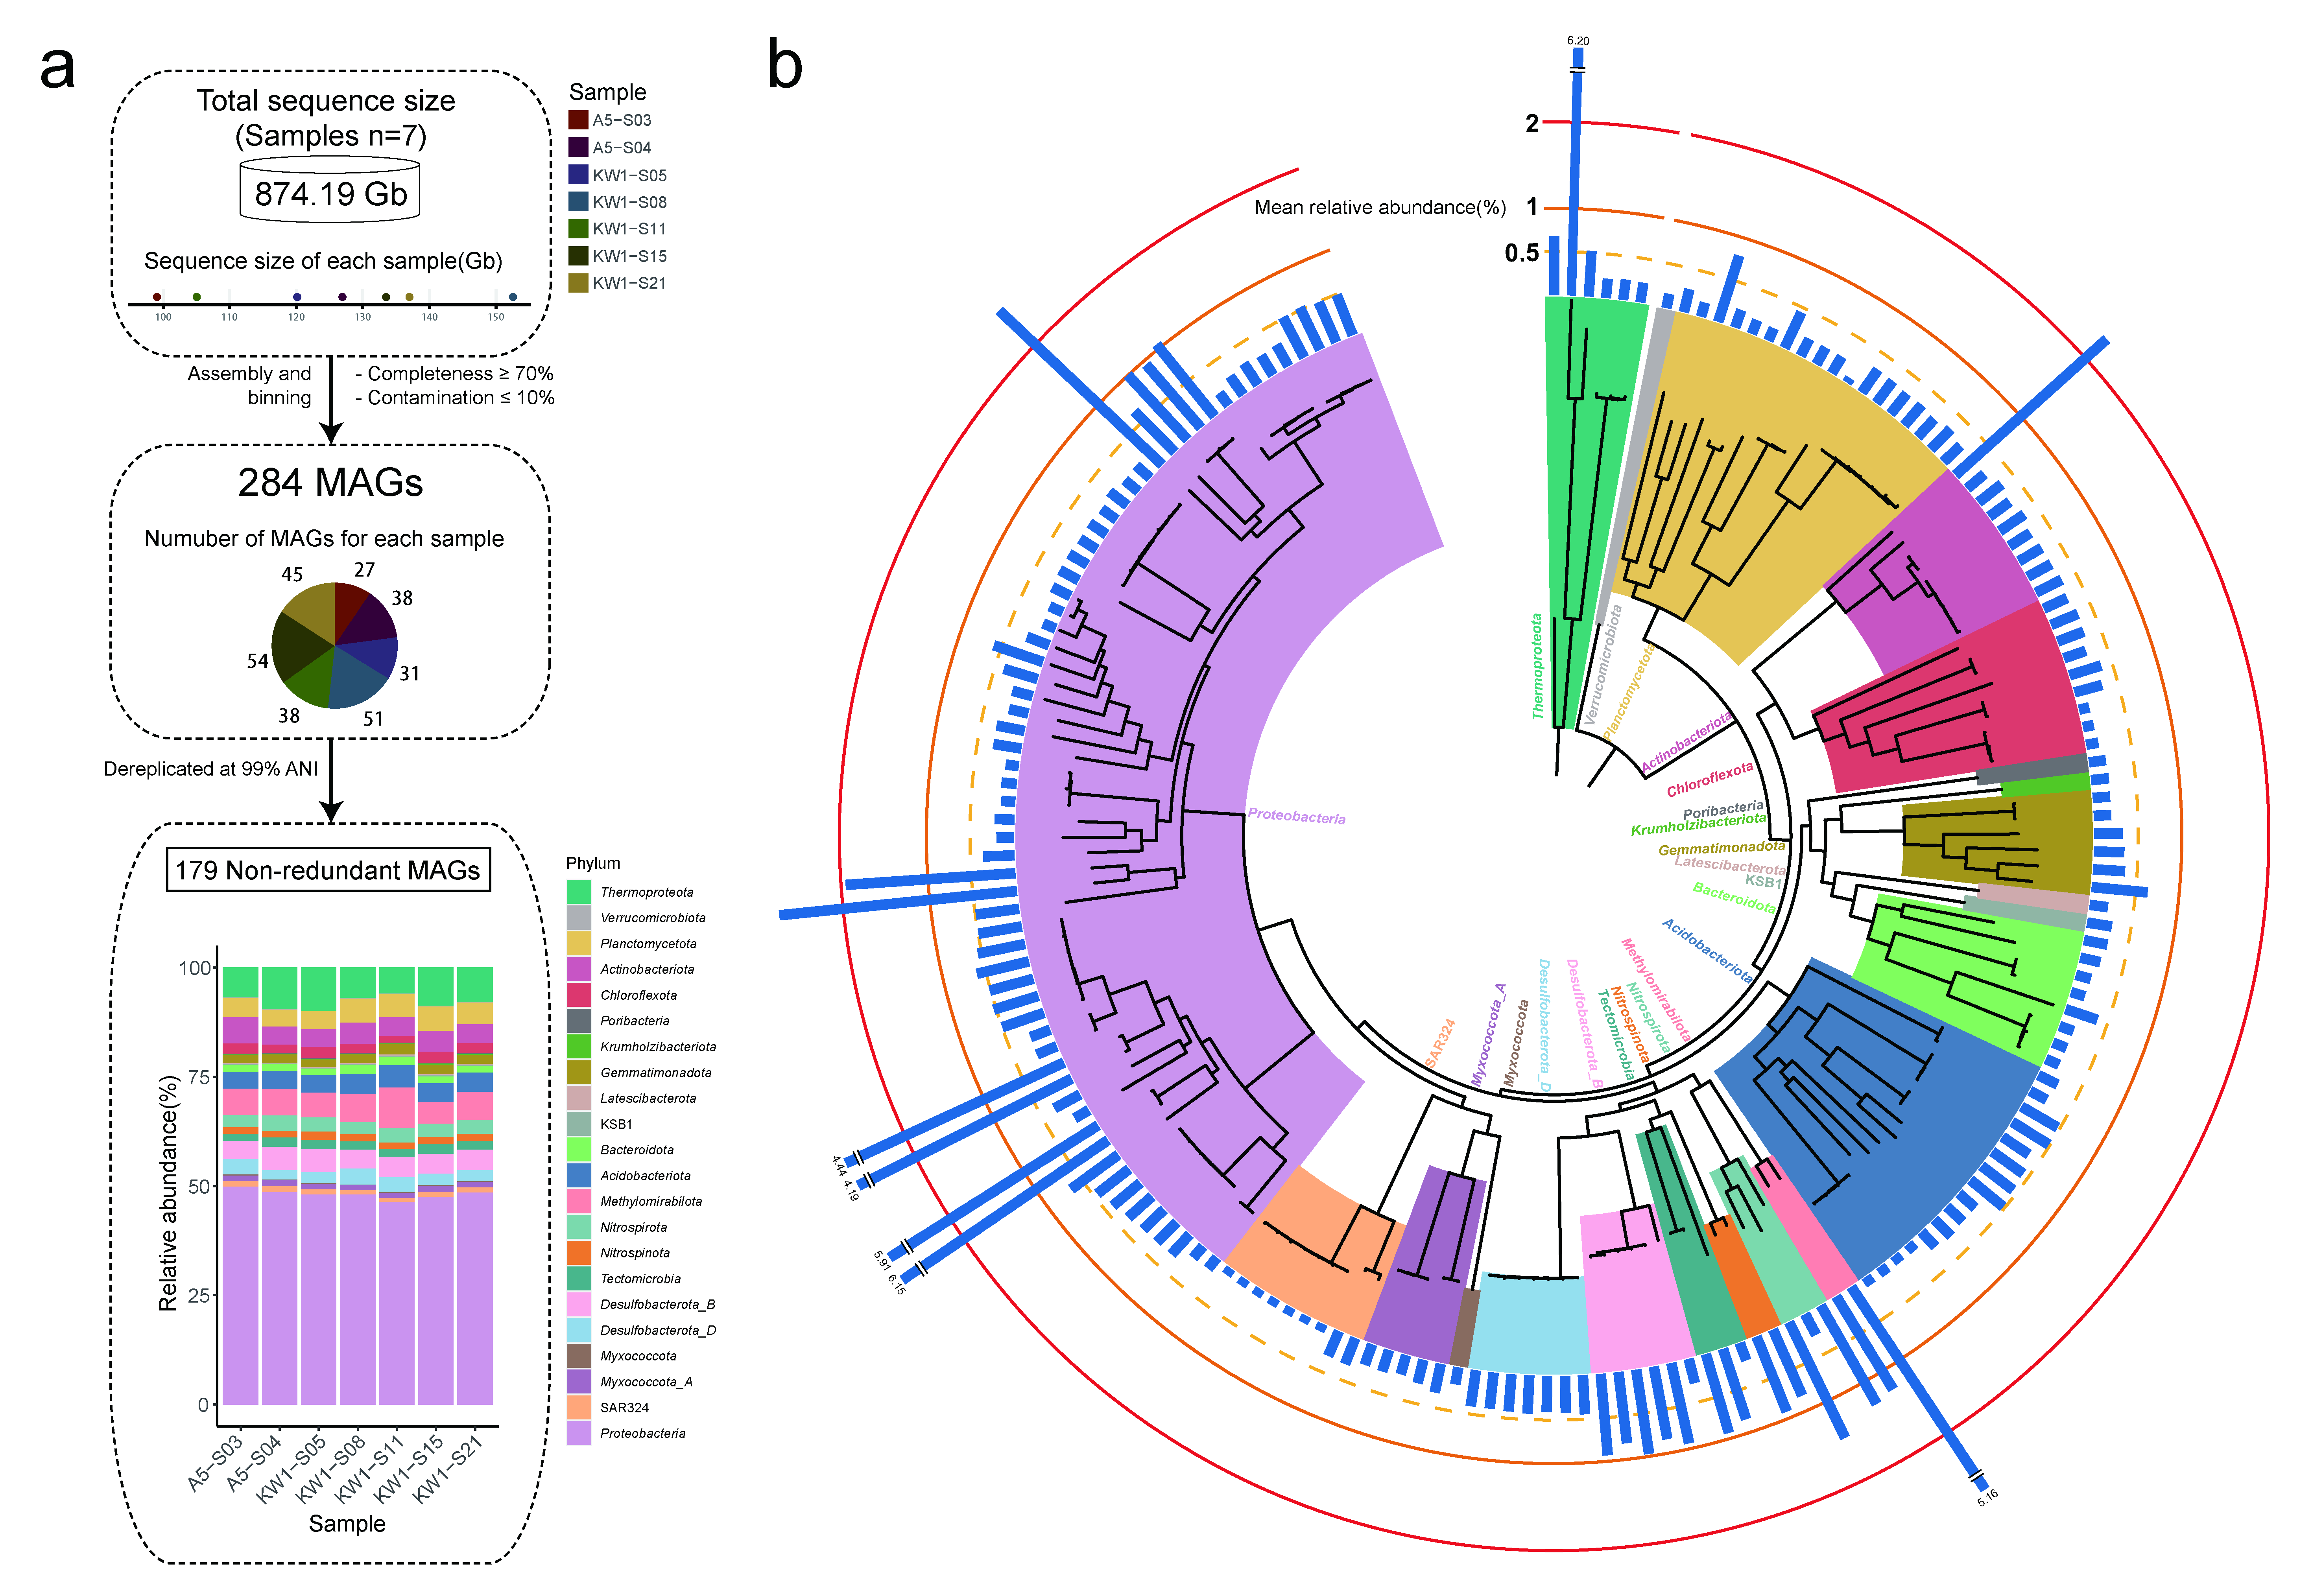 a
Total sequence size
(Samples n=7)
874.19 Gb
Sequence size of each sample(Gb)
100 110 120 130 140 150
Sample
A5−S03
A5−S04
KW1−S05
KW1−S08
KW1−S11
KW1−S15
KW1−S21
Assembly and
binning
- Completeness ≥ 70%
- Contamination ≤ 10%
284 MAGs
Numuber of MAGs for each sample
45
27
38
54
31
38
51
Dereplicated at 99% ANI
179 Non-redundant MAGs
Relative abundance(%)
100
75
50
25
0
A5−S03
A5−S04
KW1−S05
KW1−S08
KW1−S11
KW1−S15
KW1−S21
Sample
Phylum
Thermoproteota
Verrucomicrobiota
Planctomycetota
Actinobacteriota
Chloroflexota
Poribacteria
Krumholzibacteriota
Gemmatimonadota
Latescibacterota
KSB1
Bacteroidota
Acidobacteriota
Methylomirabilota
Nitrospirota
Nitrospinota
Tectomicrobia
Desulfobacterota_B
Desulfobacterota_D
Myxococcota
Myxococcota_A
SAR324
Proteobacteria
b
6.20
2
Mean relative abundance(%)
1
0.5
Thermoproteota
Verrucomicrobiota
Planctomycetota
Actinobacteriota
Chloroflexota
Poribacteria
Krumholzibacteriota
Gemmatimonadota
Latescibacterota
KSB1
Bacteroidota
Acidobacteriota
Methylomirabilota
Nitrospirota
Nitrospinota
Tectomicrobia
Desulfobacterota_B
Desulfobacterota_D
Myxococcota
Myxococcota_A
SAR324
Proteobacteria
4.44
4.19
5.91
6.15
5.16